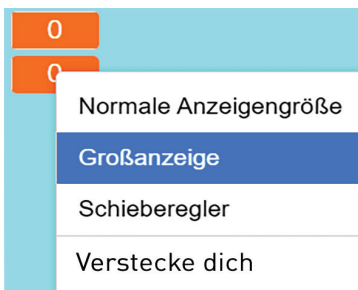 0
0
Normale Anzeigengröße
Großanzeige
Schieberegler
Verstecke dich